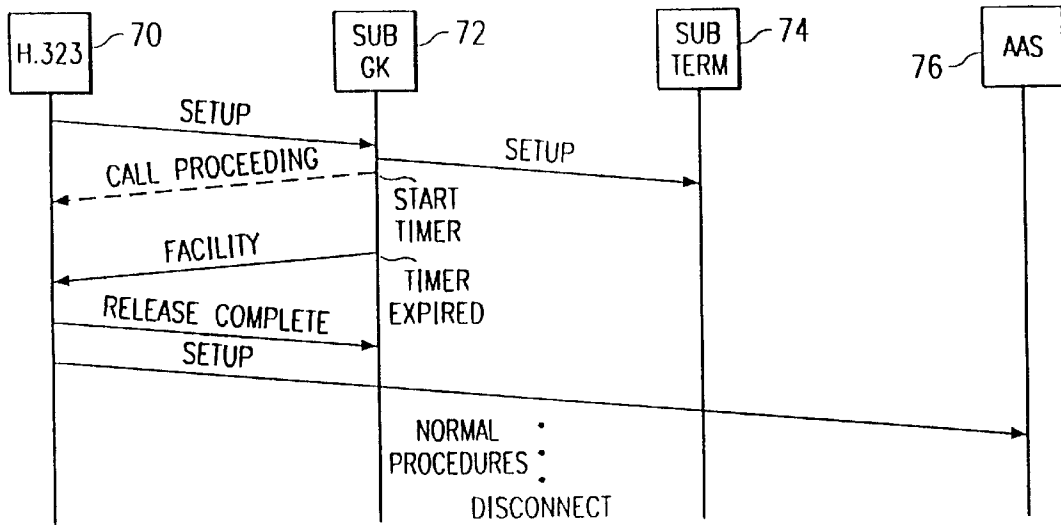 H.323
70
SUB
GK
72
SUB
TERM
74
76
AAS
SETUP
SETUP
CALL PROCEEDING
START
TIMER
FACILITY
TIMER
EXPIRED
RELEASE COMPLETE
SETUP
NORMAL
PROCEDURES
DISCONNECT